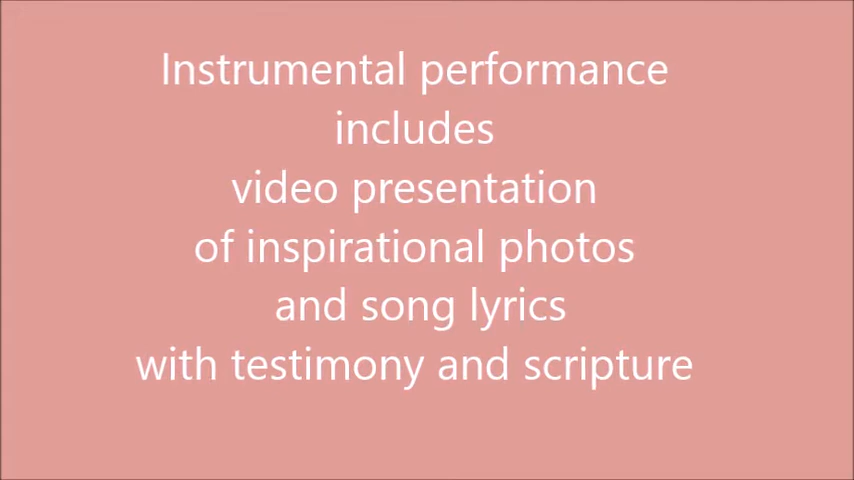 Instrumental performance
includes
video presentation
of inspirational photos
and song lyrics
with testimony and scripture